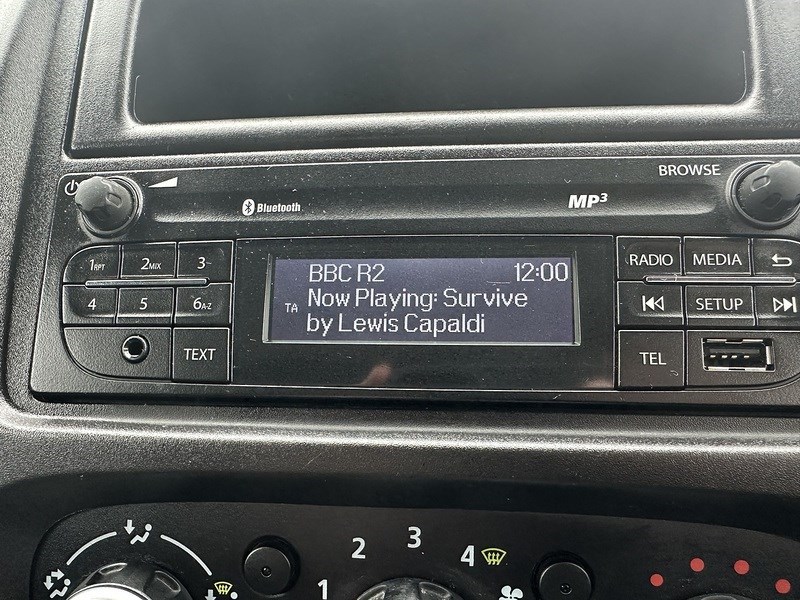 BROWSE
Bluetooth
MP3
1RPT 2MIX 3
BBC R2 12:00
RADIO MEDIA
4 5 6A-Z
TA
Now Playing: Survive
by Lewis Capaldi
SETUP
TEXT
TEL
1 2 3 4